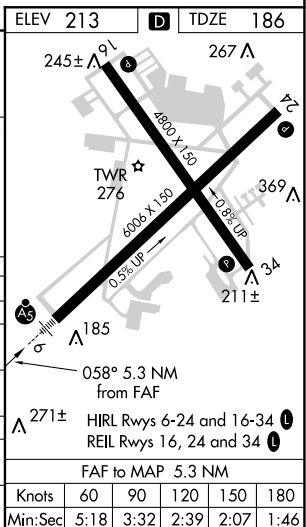 ELEV 213 D TDZE 186
16
245±
P
267
24
P
4800 X 150
TWR
276
369
6006 X 150
0.8% UP
0.5% UP
P
34
211±
A5
6
185
058° 5.3 NM
from FAF
271±
HIRL Rwys 6-24 and 16-34 L
REIL Rwys 16, 24 and 34 L
FAF to MAP 5.3 NM
Knots 60 90 120 150 180
Min:Sec 5:18 3:32 2:39 2:07 1:46